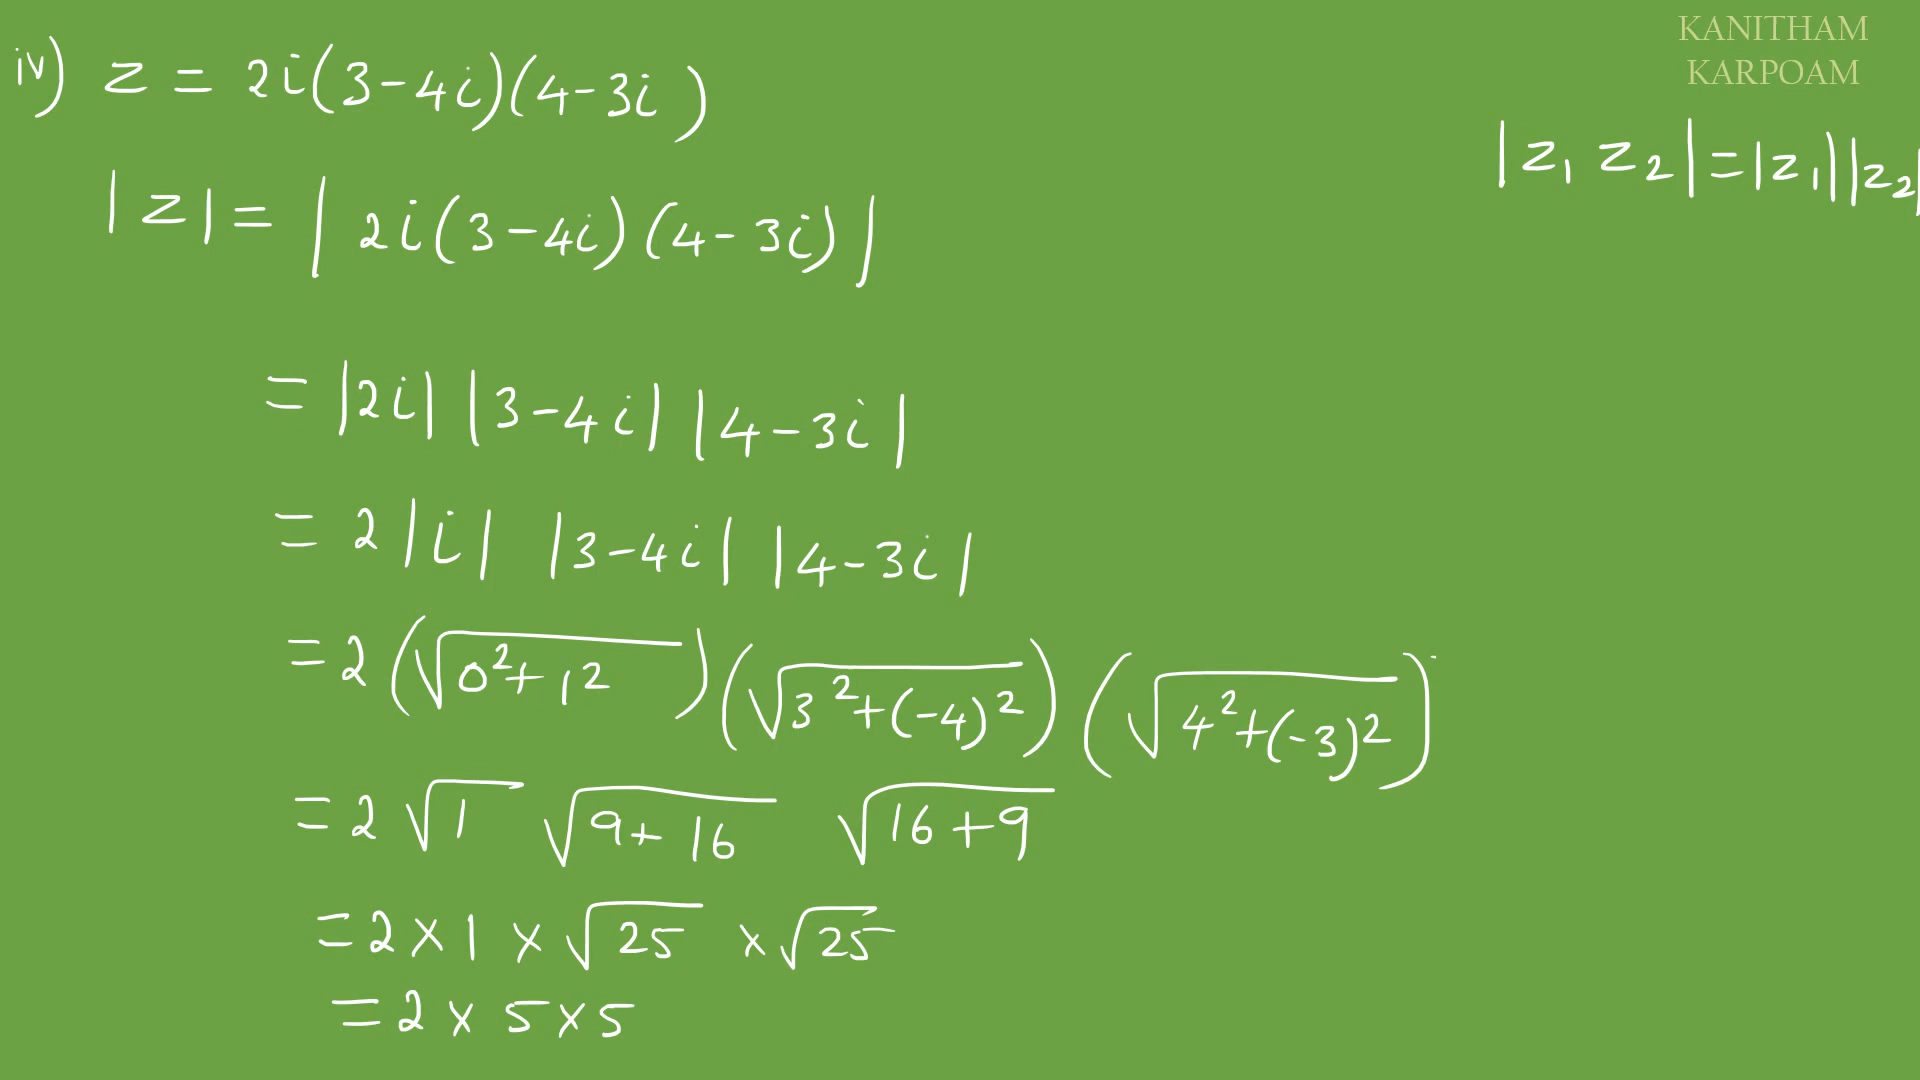 KANITHAM
KARPOAM
iv) z = 2i(3-4i)(4-3i)
|z₁ z₂| = |z₁||z₂|
|z| = |2i(3-4i)(4-3i)|
= |2i| |3-4i| |4-3i|
= 2|i| |3-4i| |4-3i|
= 2(√(0²+1²))(√(3²+(-4)²))(√(4²+(-3)²))
= 2 √1 √(9+16) √(16+9)
= 2 × 1 × √25 × √25
= 2 × 5 × 5